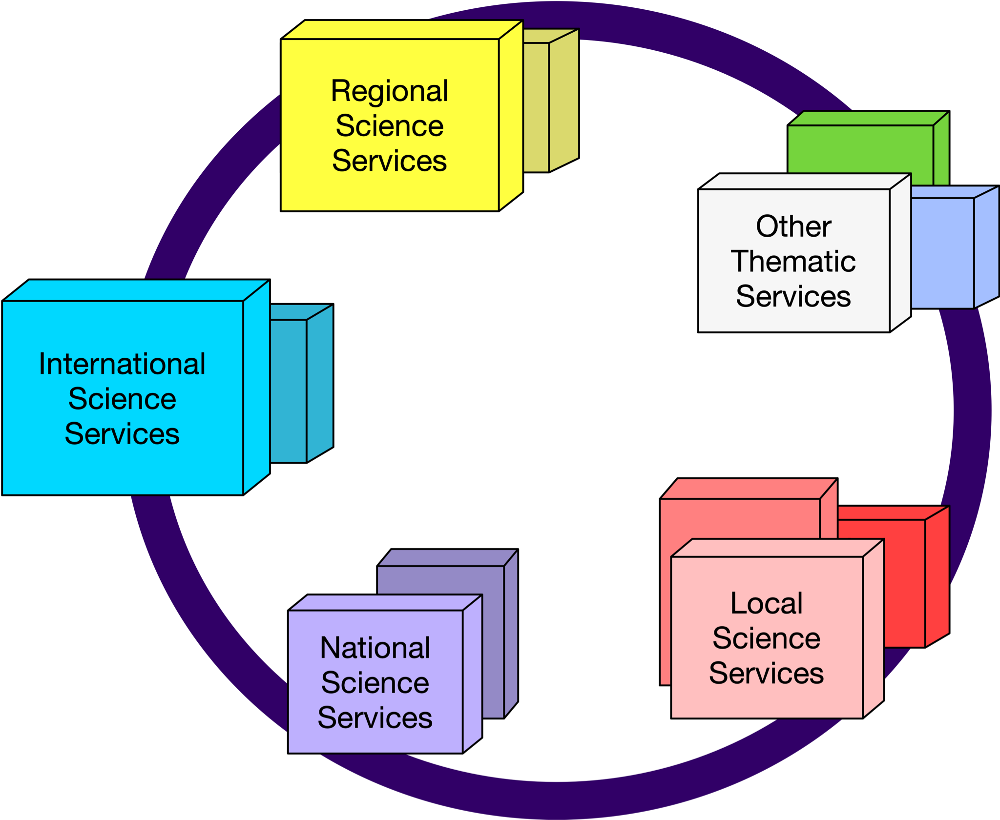 Regional
Science
Services
Other
Thematic
Services
International
Science
Services
Local
Science
Services
National
Science
Services